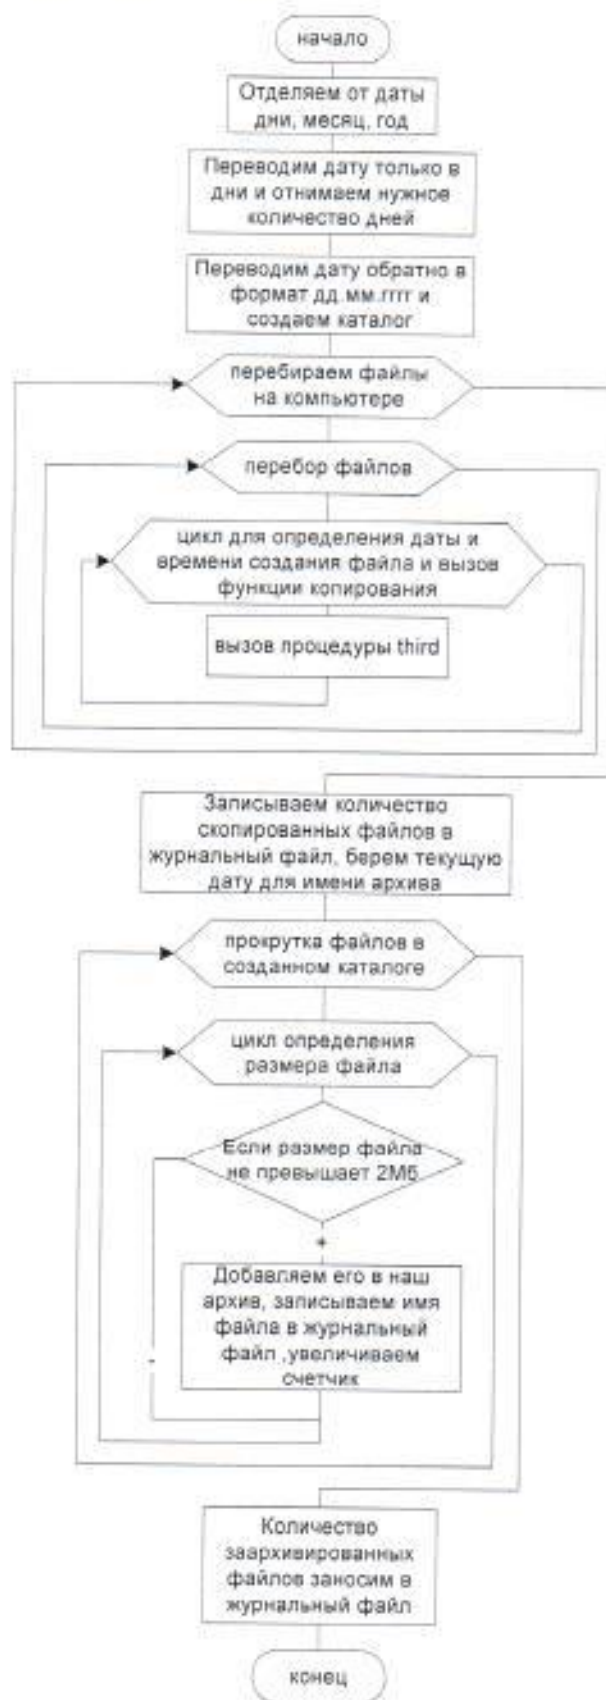 начало
Отделяем от даты
дни, месяц, год
Переводим дату только в
дни и отнимаем нужное
количество дней
Переводим дату обратно в
формат дд.мм.гггг и
создаем каталог
перебираем файлы
на компьютере
перебор файлов
цикл для определения даты и
времени создания файла и вызов
функции копирования
вызов процедуры third
Записываем количество
скопированных файлов в
журнальный файл, берем текущую
дату для имени архива
прокрутка файлов в
созданном каталоге
цикл определения
размера файла
Если размер файла
не превышает 2Мб
+
Добавляем его в наш
архив, записываем имя
файла в журнальный
файл ,увеличиваем
счетчик
-
Количество
заархивированных
файлов заносим в
журнальный файл
конец